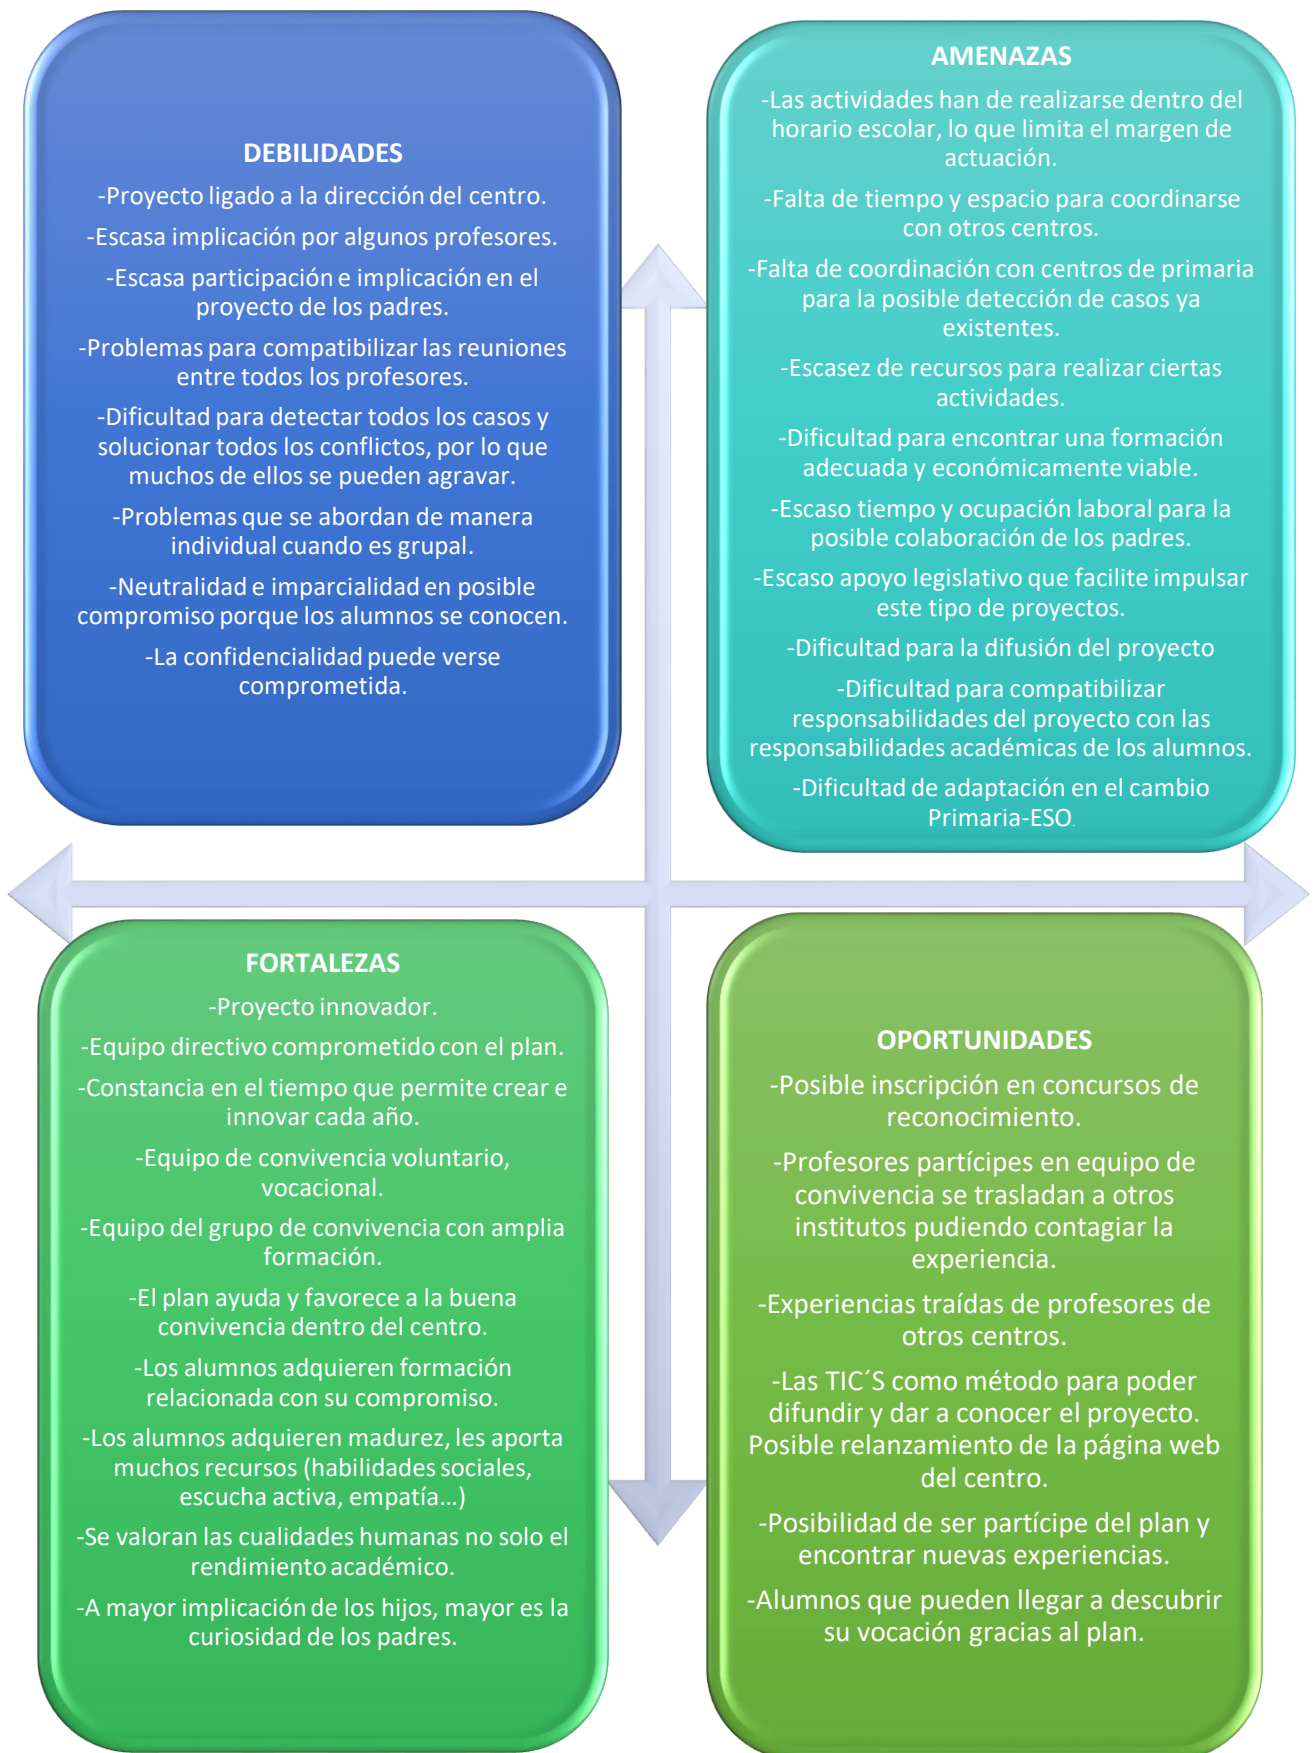 DEBILIDADES
-Proyecto ligado a la dirección del centro.
-Escasa implicación por algunos profesores.
-Escasa participación e implicación en el
proyecto de los padres.
-Problemas para compatibilizar las reuniones
entre todos los profesores.
-Dificultad para detectar todos los casos y
solucionar todos los conflictos, por lo que
muchos de ellos se pueden agravar.
-Problemas que se abordan de manera
individual cuando es grupal.
-Neutralidad e imparcialidad en posible
compromiso porque los alumnos se conocen.
-La confidencialidad puede verse
comprometida.
AMENAZAS
-Las actividades han de realizarse dentro del
horario escolar, lo que limita el margen de
actuación.
-Falta de tiempo y espacio para coordinarse
con otros centros.
-Falta de coordinación con centros de primaria
para la posible detección de casos ya
existentes.
-Escasez de recursos para realizar ciertas
actividades.
-Dificultad para encontrar una formación
adecuada y económicamente viable.
-Escaso tiempo y ocupación laboral para la
posible colaboración de los padres.
-Escaso apoyo legislativo que facilite impulsar
este tipo de proyectos.
-Dificultad para la difusión del proyecto
-Dificultad para compatibilizar
responsabilidades del proyecto con las
responsabilidades académicas de los alumnos.
-Dificultad de adaptación en el cambio
Primaria-ESO.
FORTALEZAS
-Proyecto innovador.
-Equipo directivo comprometido con el plan.
-Constancia en el tiempo que permite crear e
innovar cada año.
-Equipo de convivencia voluntario,
vocacional.
-Equipo del grupo de convivencia con amplia
formación.
-El plan ayuda y favorece a la buena
convivencia dentro del centro.
-Los alumnos adquieren formación
relacionada con su compromiso.
-Los alumnos adquieren madurez, les aporta
muchos recursos (habilidades sociales,
escucha activa, empatía…)
-Se valoran las cualidades humanas no solo el
rendimiento académico.
-A mayor implicación de los hijos, mayor es la
curiosidad de los padres.
OPORTUNIDADES
-Posible inscripción en concursos de
reconocimiento.
-Profesores partícipes en equipo de
convivencia se trasladan a otros
institutos pudiendo contagiar la
experiencia.
-Experiencias traídas de profesores de
otros centros.
-Las TIC´S como método para poder
difundir y dar a conocer el proyecto.
Posible relanzamiento de la página web
del centro.
-Posibilidad de ser partícipe del plan y
encontrar nuevas experiencias.
-Alumnos que pueden llegar a descubrir
su vocación gracias al plan.